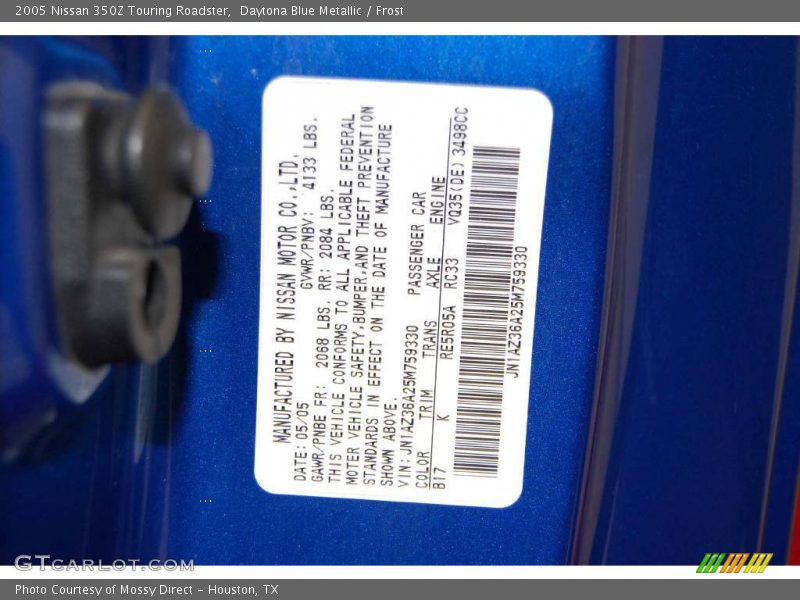 2005 Nissan 350Z Touring Roadster,  Daytona Blue Metallic / Frost
MANUFACTURED BY NISSAN MOTOR CO.,LTD.
DATE:05/05 GVWR/PNBV: 4133 LBS.
GAWR/PNBE FR: 2068 LBS. RR: 2084 LBS.
THIS VEHICLE CONFORMS TO ALL APPLICABLE FEDERAL
MOTER VEHICLE SAFETY,BUMPER,AND THEFT PREVENTION
STANDARDS IN EFFECT ON THE DATE OF MANUFACTURE
SHOWN ABOVE.
VIN:JN1AZ36A25M759330 PASSENGER CAR
COLOR TRIM TRANS AXLE ENGINE
B17 K RE5R05A RC33 VQ35(DE) 3498CC
JN1AZ36A25M759330
GTCarLot.com
Photo Courtesy of Mossy Direct – Houston, TX